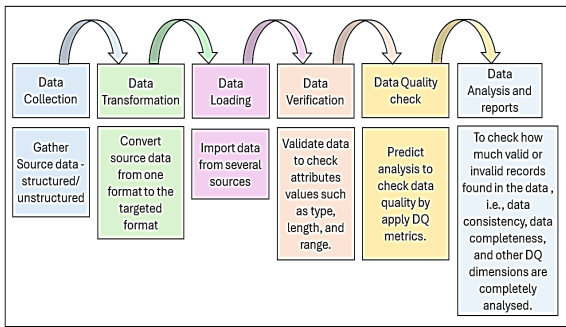 Data
Collection
Data
Transformation
Data
Loading
Data
Verification
Data Quality
check
Data
Analysis and
reports
Gather
Source data -
structured/
unstructured
Convert
source data
from one
format to the
targeted
format
Import data
from several
sources
Validate data
to check
attributes
values such
as type,
length, and
range.
Predict
analysis to
check data
quality by
apply DQ
metrics.
To check how
much valid or
invalid records
found in the data ,
i.e., data
consistency, data
completeness,
and other DQ
dimensions are
completely
analysed.